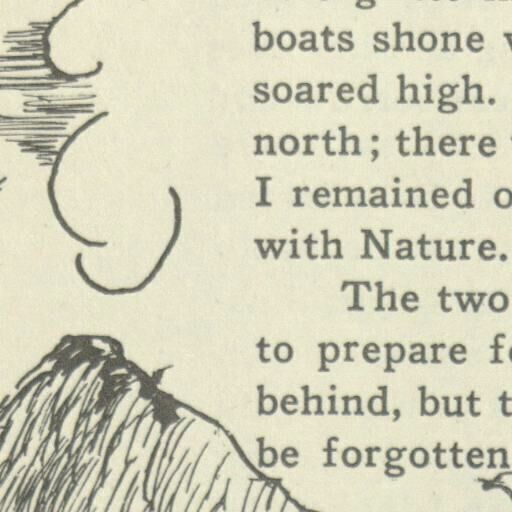 boats shone
soared high.
north; there
I remained
with Nature.
The two
to prepare
behind, but
be forgotten